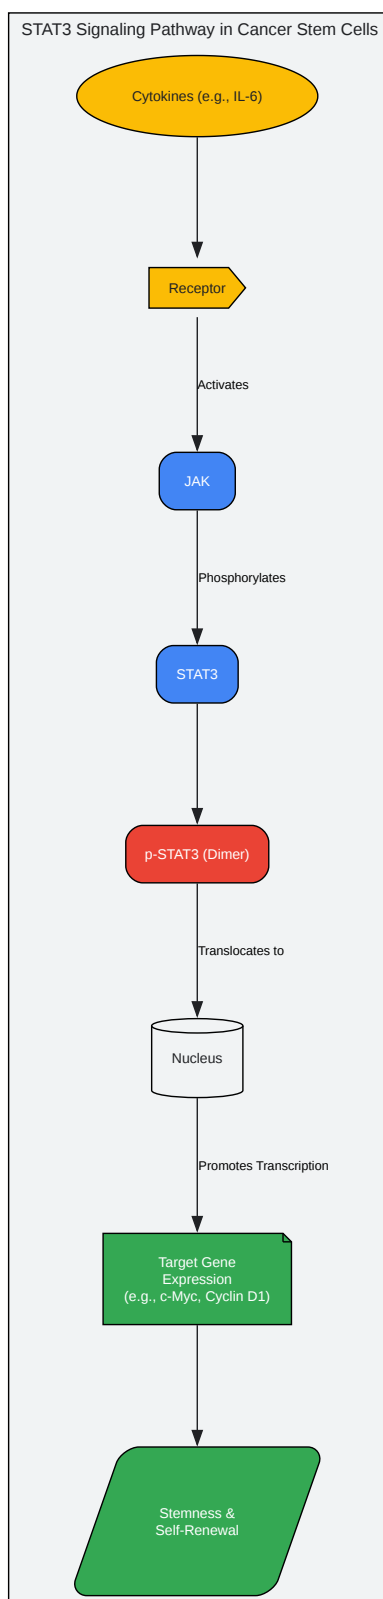 STAT3 Signaling Pathway in Cancer Stem Cells
Cytokines (e.g., IL-6)
Receptor
Activates
JAK
Phosphorylates
STAT3
p-STAT3 (Dimer)
Translocates to
Nucleus
Promotes Transcription
Target Gene
Expression
(e.g., c-Myc, Cyclin D1)
Stemness &
Self-Renewal